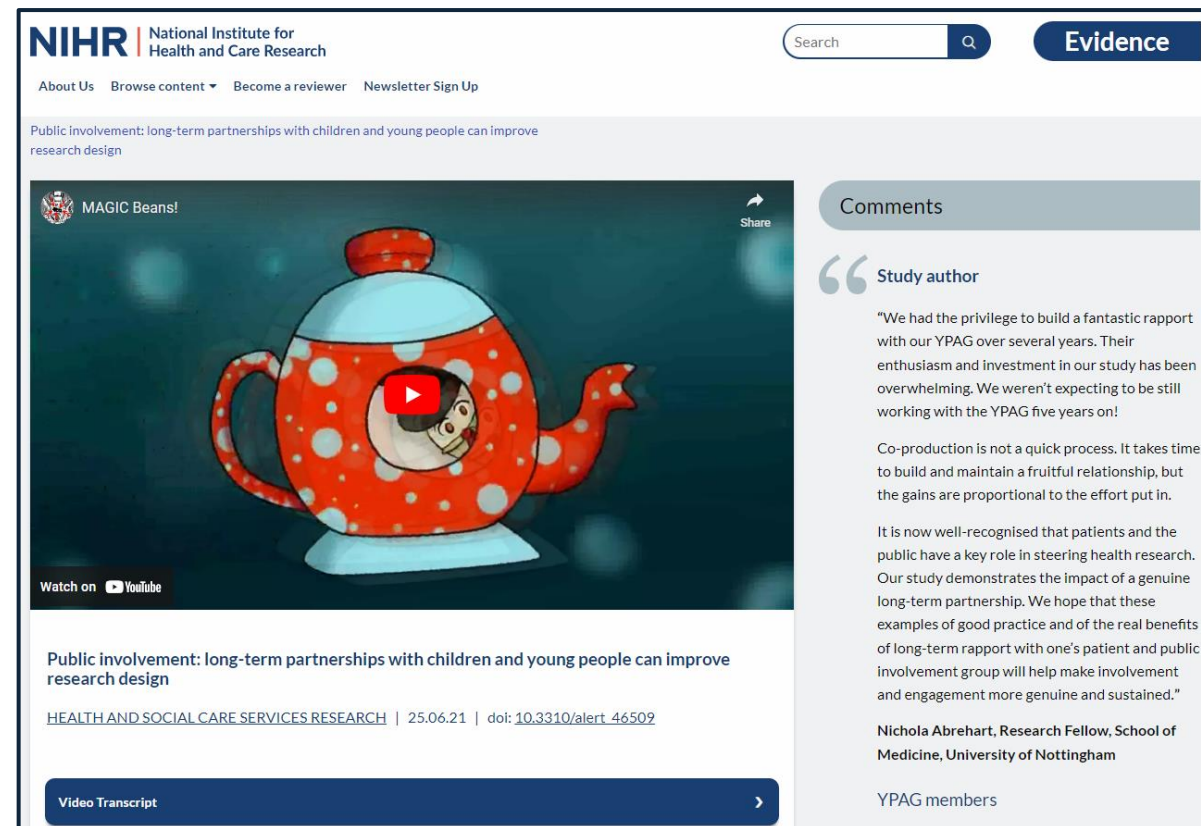 NIHR | National Institute for
Health and Care Research
Search
Evidence
About Us Browse content Become a reviewer Newsletter Sign Up
Public involvement: long-term partnerships with children and young people can improve
research design
MAGIC Beans!
Share
Watch on YouTube
Public involvement: long-term partnerships with children and young people can improve
research design
HEALTH AND SOCIAL CARE SERVICES RESEARCH | 25.06.21 | doi: 10.3310/alert_46509
Video Transcript
Comments
Study author
“We had the privilege to build a fantastic rapport
with our YPAG over several years. Their
enthusiasm and investment in our study has been
overwhelming. We weren’t expecting to be still
working with the YPAG five years on!
Co-production is not a quick process. It takes time
to build and maintain a fruitful relationship, but
the gains are proportional to the effort put in.
It is now well-recognised that patients and the
public have a key role in steering health research.
Our study demonstrates the impact of a genuine
long-term partnership. We hope that these
examples of good practice and of the real benefits
of long-term rapport with one’s patient and public
involvement group will help make involvement
and engagement more genuine and sustained.”
Nichola Abrehart, Research Fellow, School of
Medicine, University of Nottingham
YPAG members